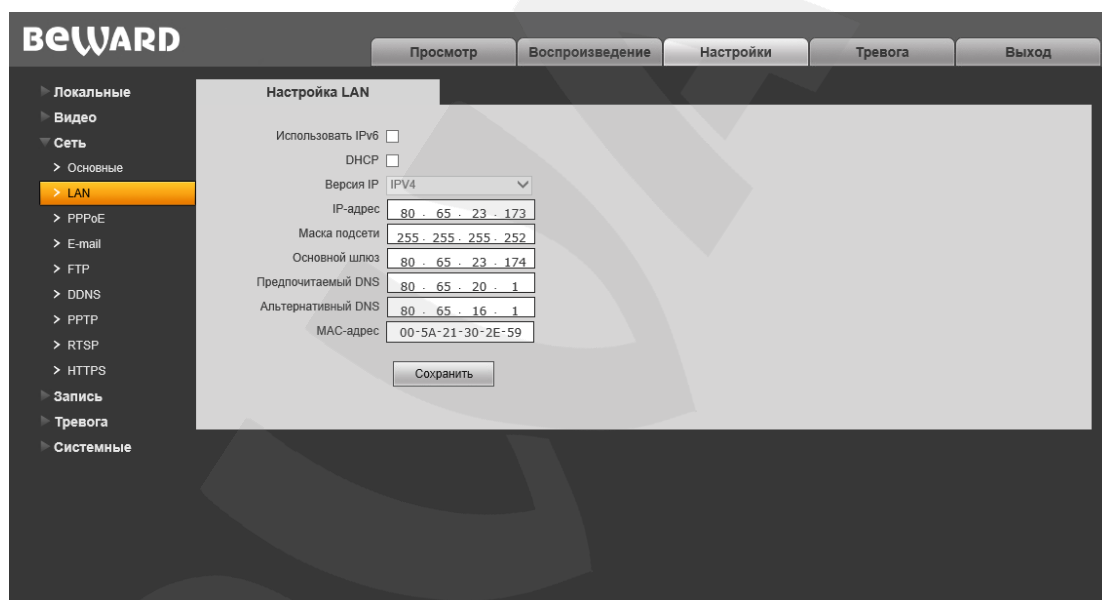 BEWARD
Просмотр Воспроизведение Настройки Тревога Выход
Локальные
Видео
Сеть
Основные
LAN
PPPoE
E-mail
FTP
DDNS
PPTP
RTSP
HTTPS
Запись
Тревога
Системные
Настройка LAN
Использовать IPv6
DHCP
Версия IP IPV4
IP-адрес 80 . 65 . 23 . 173
Маска подсети 255 . 255 . 255 . 252
Основной шлюз 80 . 65 . 23 . 174
Предпочитаемый DNS 80 . 65 . 20 . 1
Альтернативный DNS 80 . 65 . 16 . 1
MAC-адрес 00-5A-21-30-2E-59
Сохранить